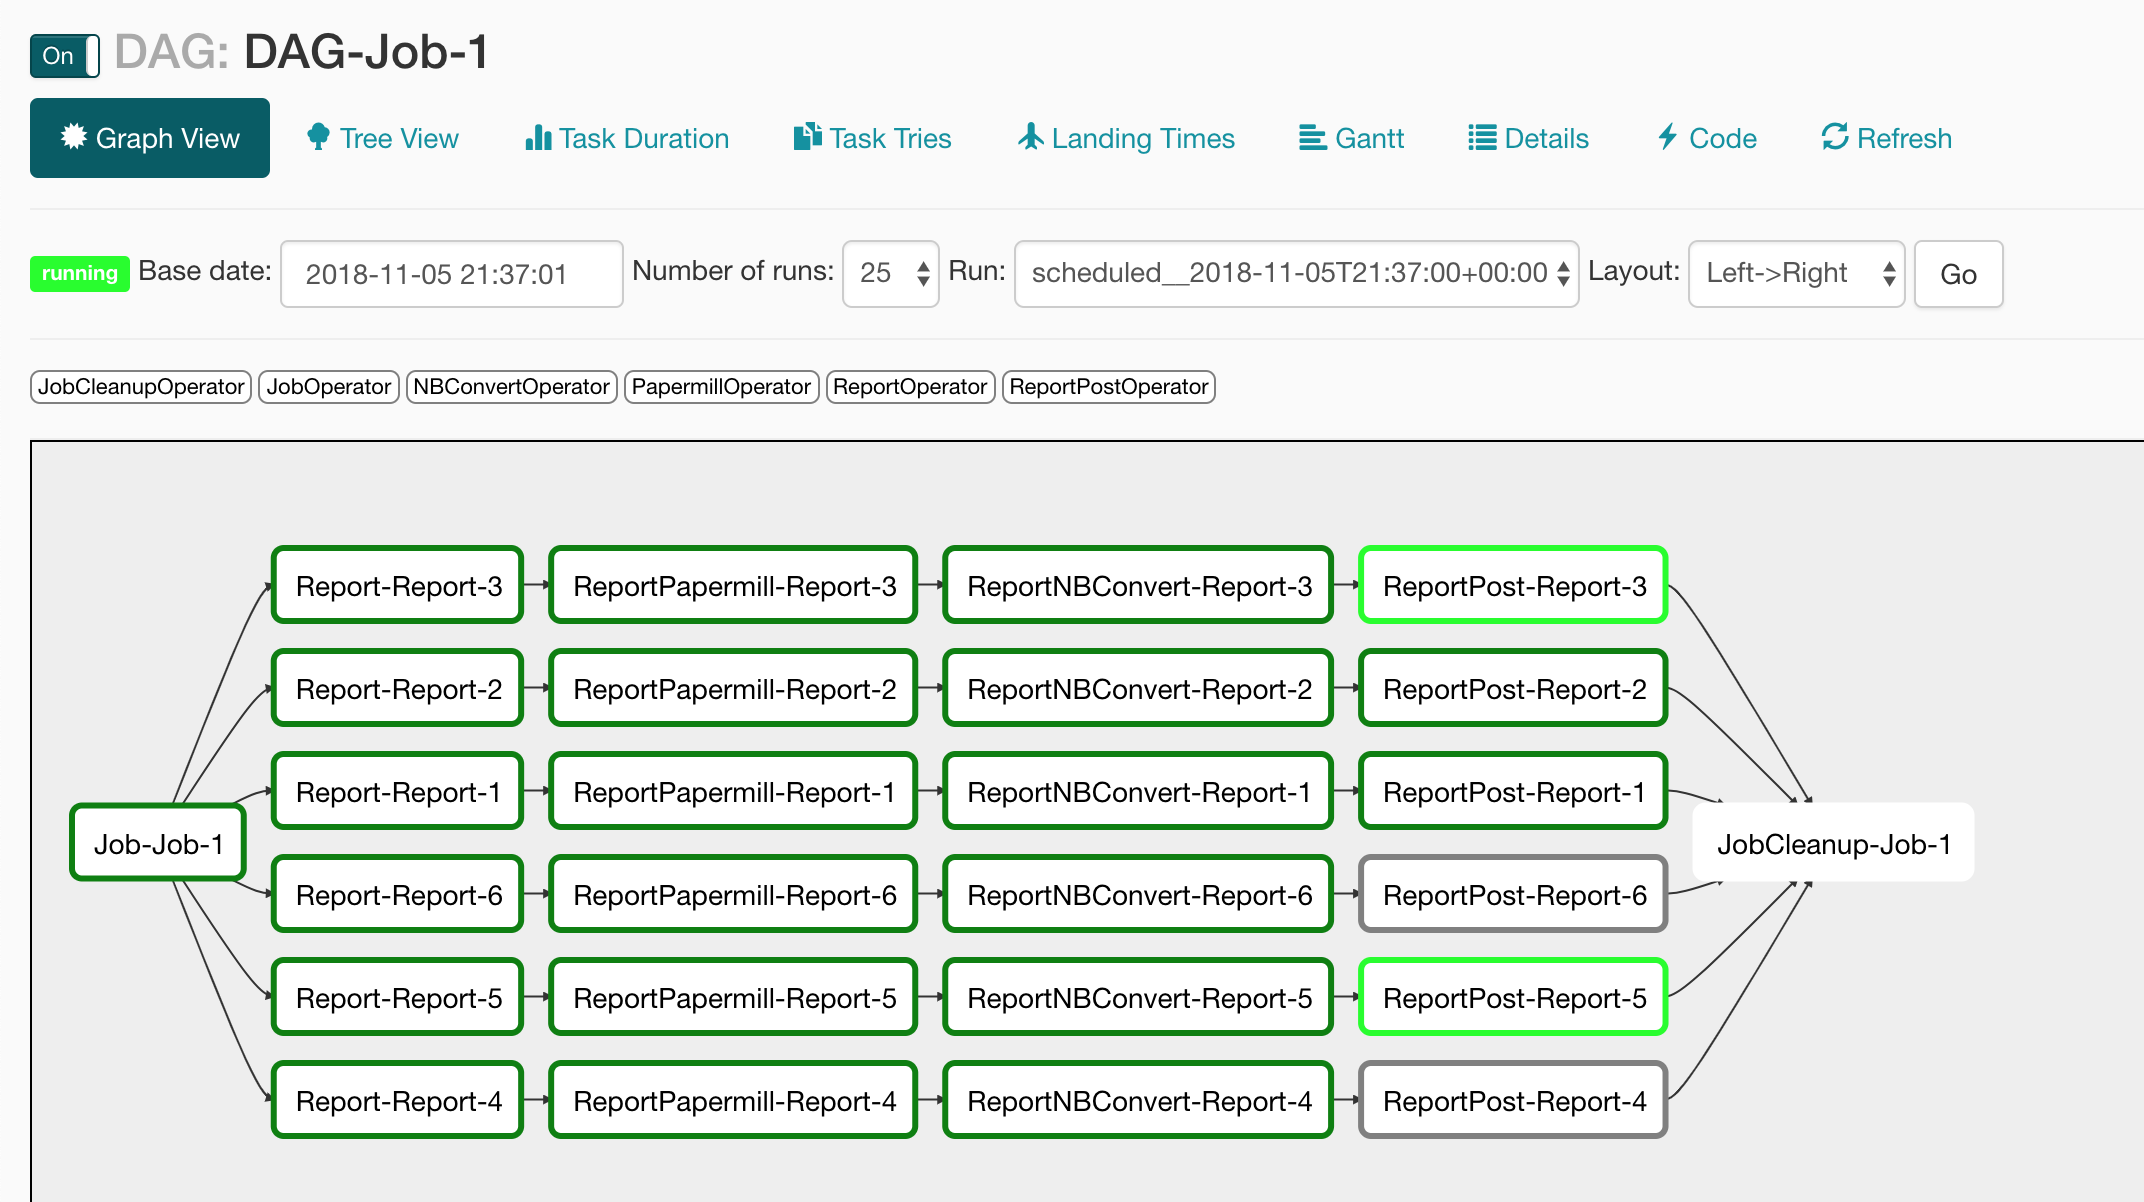 On DAG: DAG-Job-1
Graph View Tree View Task Duration Task Tries Landing Times Gantt Details Code Refresh
running Base date: 2018-11-05 21:37:01 Number of runs: 25 Run: scheduled__2018-11-05T21:37:00+00:00 Layout: Left->Right Go
JobCleanupOperator JobOperator NBConvertOperator PapermillOperator ReportOperator ReportPostOperator
Report-Report-3 ReportPapermill-Report-3 ReportNBConvert-Report-3 ReportPost-Report-3
Report-Report-2 ReportPapermill-Report-2 ReportNBConvert-Report-2 ReportPost-Report-2
Report-Report-1 ReportPapermill-Report-1 ReportNBConvert-Report-1 ReportPost-Report-1
Job-Job-1 JobCleanup-Job-1
Report-Report-6 ReportPapermill-Report-6 ReportNBConvert-Report-6 ReportPost-Report-6
Report-Report-5 ReportPapermill-Report-5 ReportNBConvert-Report-5 ReportPost-Report-5
Report-Report-4 ReportPapermill-Report-4 ReportNBConvert-Report-4 ReportPost-Report-4